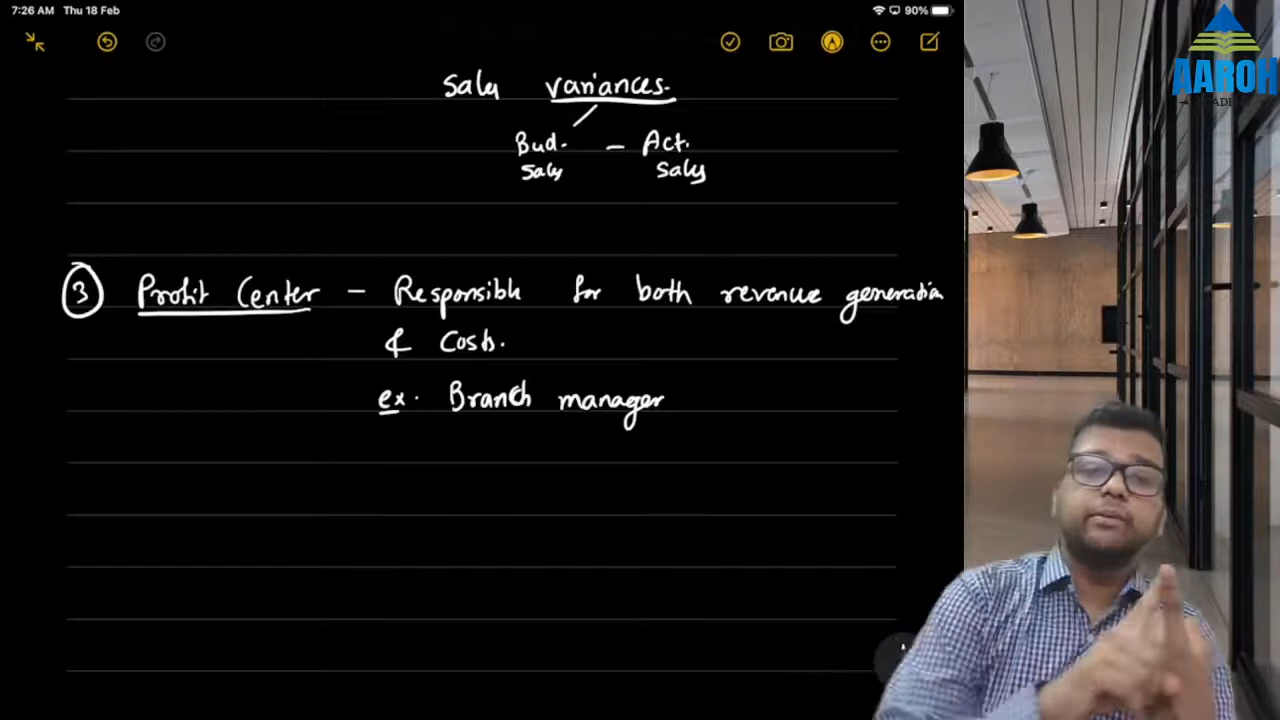 7:26 AM Thu 18 Feb
90%
AAROH
Sales variances.
Bud. - Act.
Sales Sales
3 Profit Center - Responsible for both revenue generation
& Costs.
ex. Branch manager